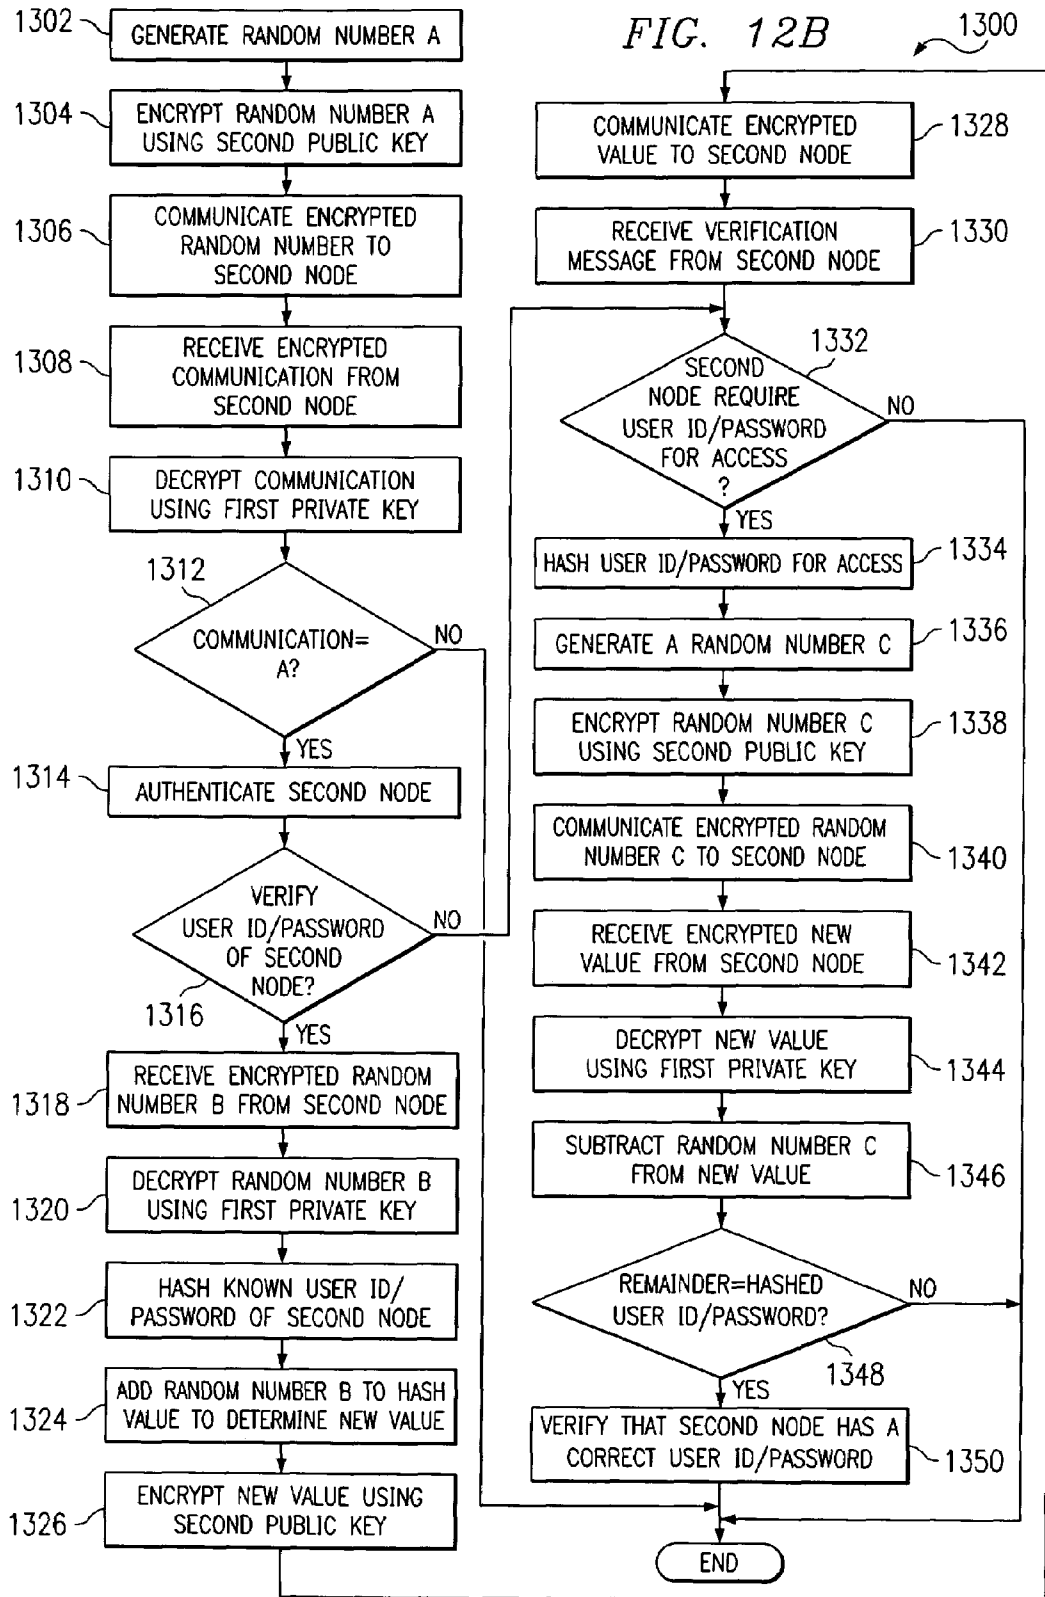 FIG. 12B
1300
1302
GENERATE RANDOM NUMBER A
1304
ENCRYPT RANDOM NUMBER A
USING SECOND PUBLIC KEY
1306
COMMUNICATE ENCRYPTED
RANDOM NUMBER TO
SECOND NODE
1308
RECEIVE ENCRYPTED
COMMUNICATION FROM
SECOND NODE
1310
DECRYPT COMMUNICATION
USING FIRST PRIVATE KEY
1312
COMMUNICATION=
A?
NO
YES
1314
AUTHENTICATE SECOND NODE
VERIFY
USER ID/PASSWORD
OF SECOND
NODE?
NO
1316
YES
1318
RECEIVE ENCRYPTED RANDOM
NUMBER B FROM SECOND NODE
1320
DECRYPT RANDOM NUMBER B
USING FIRST PRIVATE KEY
1322
HASH KNOWN USER ID/
PASSWORD OF SECOND NODE
1324
ADD RANDOM NUMBER B TO HASH
VALUE TO DETERMINE NEW VALUE
1326
ENCRYPT NEW VALUE USING
SECOND PUBLIC KEY
COMMUNICATE ENCRYPTED
VALUE TO SECOND NODE
1328
RECEIVE VERIFICATION
MESSAGE FROM SECOND NODE
1330
1332
SECOND
NODE REQUIRE
USER ID/PASSWORD
FOR ACCESS
?
NO
YES
HASH USER ID/PASSWORD FOR ACCESS
1334
GENERATE A RANDOM NUMBER C
1336
ENCRYPT RANDOM NUMBER C
USING SECOND PUBLIC KEY
1338
COMMUNICATE ENCRYPTED RANDOM
NUMBER C TO SECOND NODE
1340
RECEIVE ENCRYPTED NEW
VALUE FROM SECOND NODE
1342
DECRYPT NEW VALUE
USING FIRST PRIVATE KEY
1344
SUBTRACT RANDOM NUMBER C
FROM NEW VALUE
1346
REMAINDER=HASHED
USER ID/PASSWORD?
NO
1348
YES
VERIFY THAT SECOND NODE HAS A
CORRECT USER ID/PASSWORD
1350
END